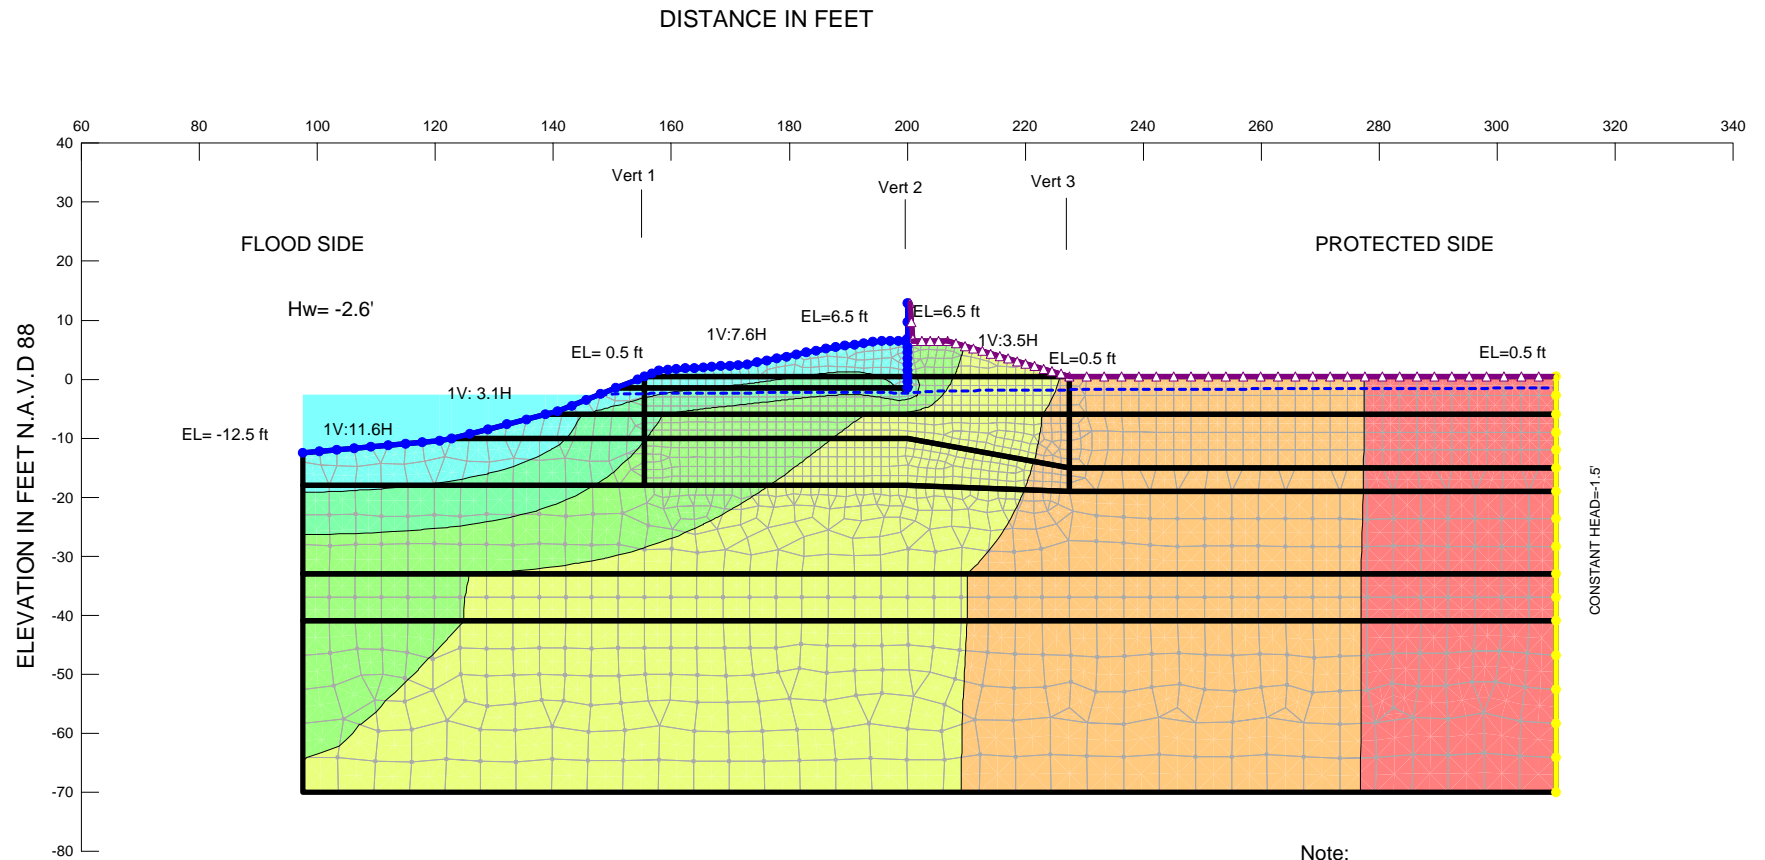 DISTANCE IN FEET
60 80 100 120 140 160 180 200 220 240 260 280 300 320 340
40
30
20
10
0
-10
-20
-30
-40
-50
-60
-70
-80
ELEVATION IN FEET N.A.V.D 88
Vert 1
Vert 2
Vert 3
FLOOD SIDE
PROTECTED SIDE
Hw= -2.6'
EL=6.5 ft
EL=6.5 ft
1V:7.6H
1V:3.5H
EL= 0.5 ft
EL=0.5 ft
EL=0.5 ft
1V: 3.1H
1V:11.6H
EL= -12.5 ft
CONSTANT HEAD=-1.5'
Note: